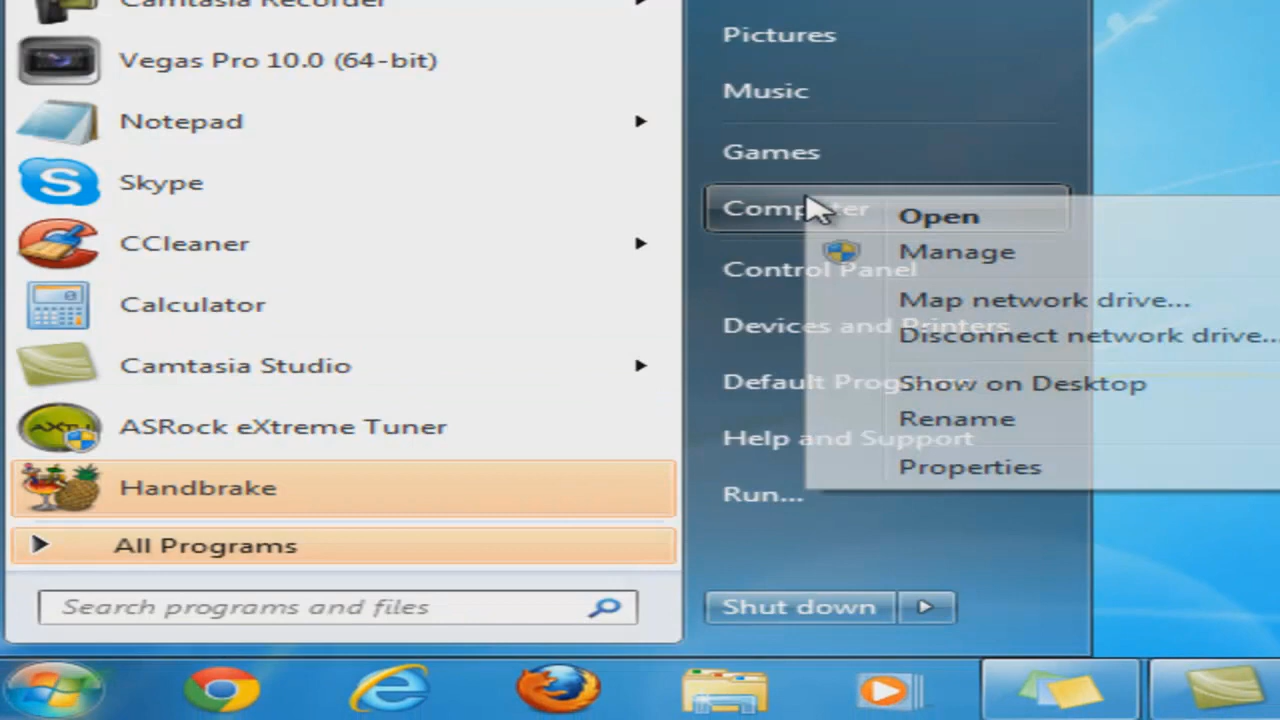 Camtasia Recorder
Vegas Pro 10.0 (64-bit)
Notepad
Skype
CCleaner
Calculator
Camtasia Studio
ASRock eXtreme Tuner
Handbrake
All Programs
Search programs and files
Pictures
Music
Games
Computer
Control Panel
Devices and Printers
Default Programs
Help and Support
Run...
Shut down
Open
Manage
Map network drive...
Disconnect network drive...
Show on Desktop
Rename
Properties